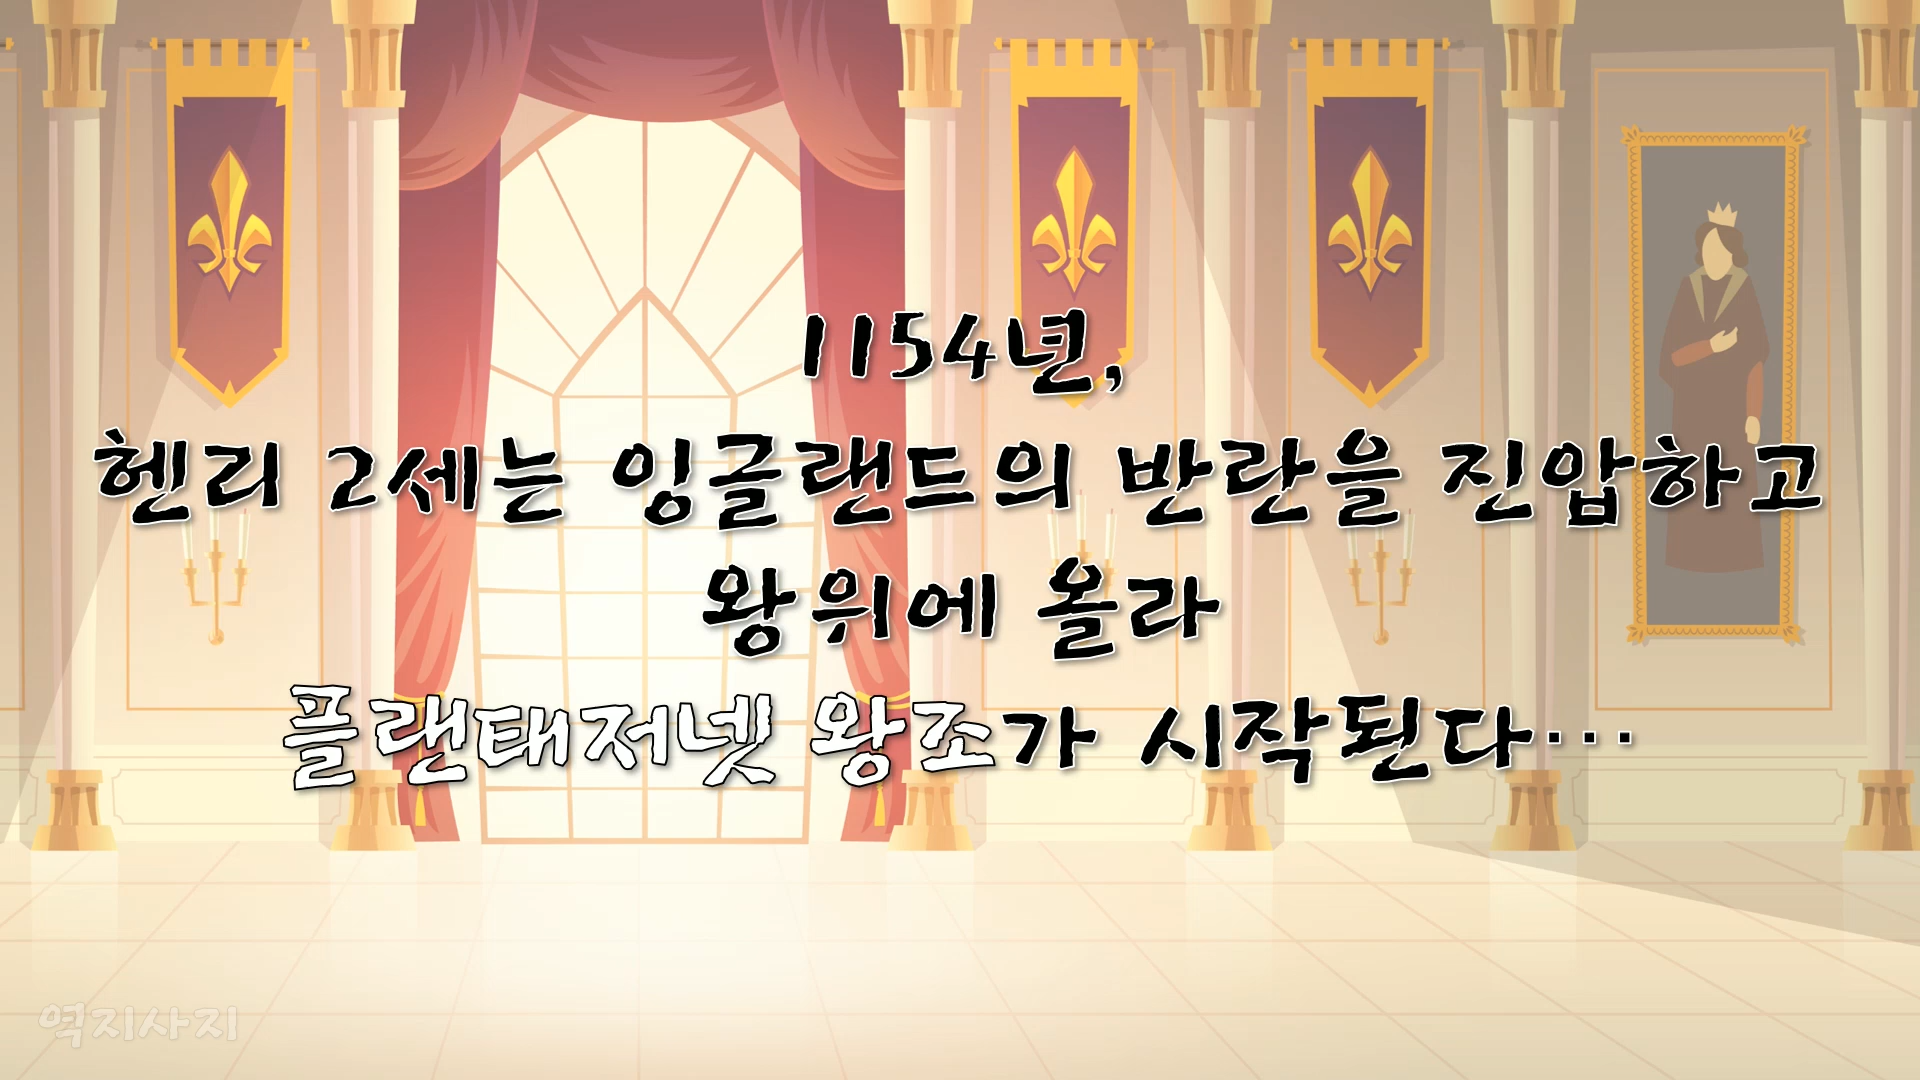 1154년,
헨리 2세는 잉글랜드의 반란을 진압하고
왕위에 올라
플랜태저넷 왕조가 시작된다…
역지사지